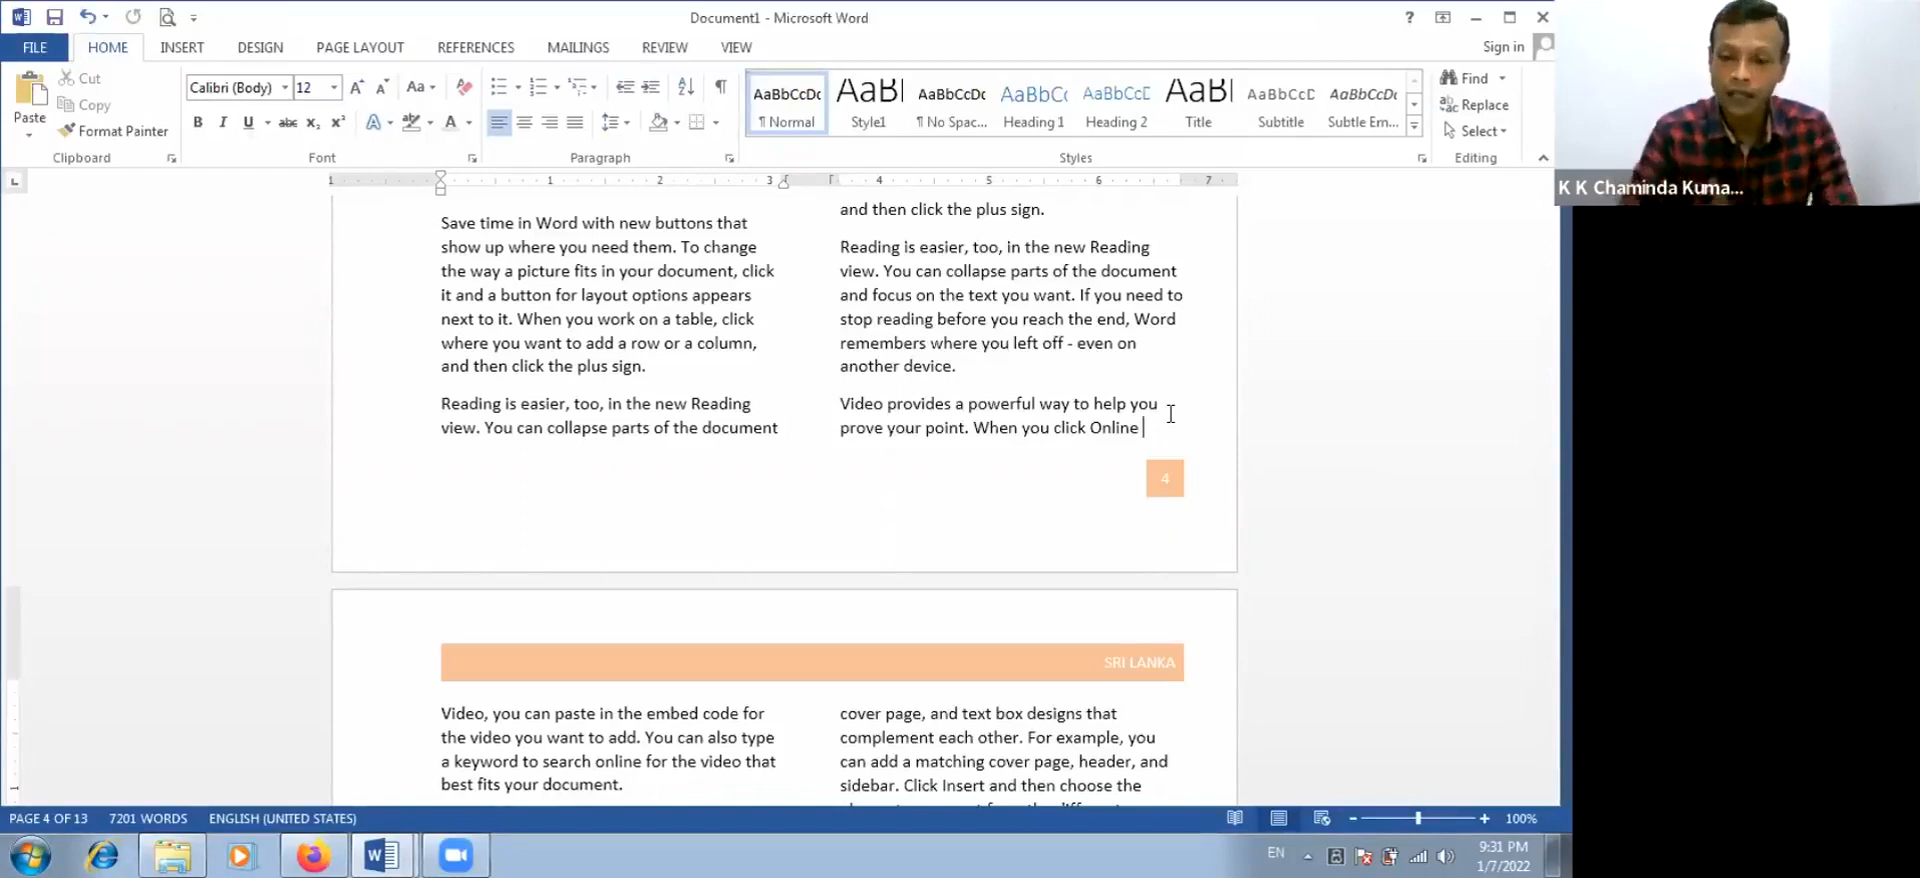 Document1 - Microsoft Word
FILE
HOME
INSERT
DESIGN
PAGE LAYOUT
REFERENCES
MAILINGS
REVIEW
VIEW
Sign in
Paste
Cut
Copy
Format Painter
Clipboard
Calibri (Body)
12
Font
Paragraph
AaBbCcDc
¶ Normal
AaBl
Style1
AaBbCcDc
¶ No Spac...
AaBbCc
Heading 1
AaBbCcD
Heading 2
AaBl
Title
AaBbCcD
Subtitle
AaBbCcDc
Subtle Em...
Styles
Find
Replace
Select
Editing
K K Chaminda Kuma...
1 1 2 3 4 5 6 7
Save time in Word with new buttons that
show up where you need them. To change
the way a picture fits in your document, click
it and a button for layout options appears
next to it. When you work on a table, click
where you want to add a row or a column,
and then click the plus sign.
Reading is easier, too, in the new Reading
view. You can collapse parts of the document
and then click the plus sign.
Reading is easier, too, in the new Reading
view. You can collapse parts of the document
and focus on the text you want. If you need to
stop reading before you reach the end, Word
remembers where you left off - even on
another device.
Video provides a powerful way to help you
prove your point. When you click Online
4
SRI LANKA
Video, you can paste in the embed code for
the video you want to add. You can also type
a keyword to search online for the video that
best fits your document.
cover page, and text box designs that
complement each other. For example, you
can add a matching cover page, header, and
sidebar. Click Insert and then choose the
PAGE 4 OF 13
7201 WORDS
ENGLISH (UNITED STATES)
100%
EN
9:31 PM
1/7/2022